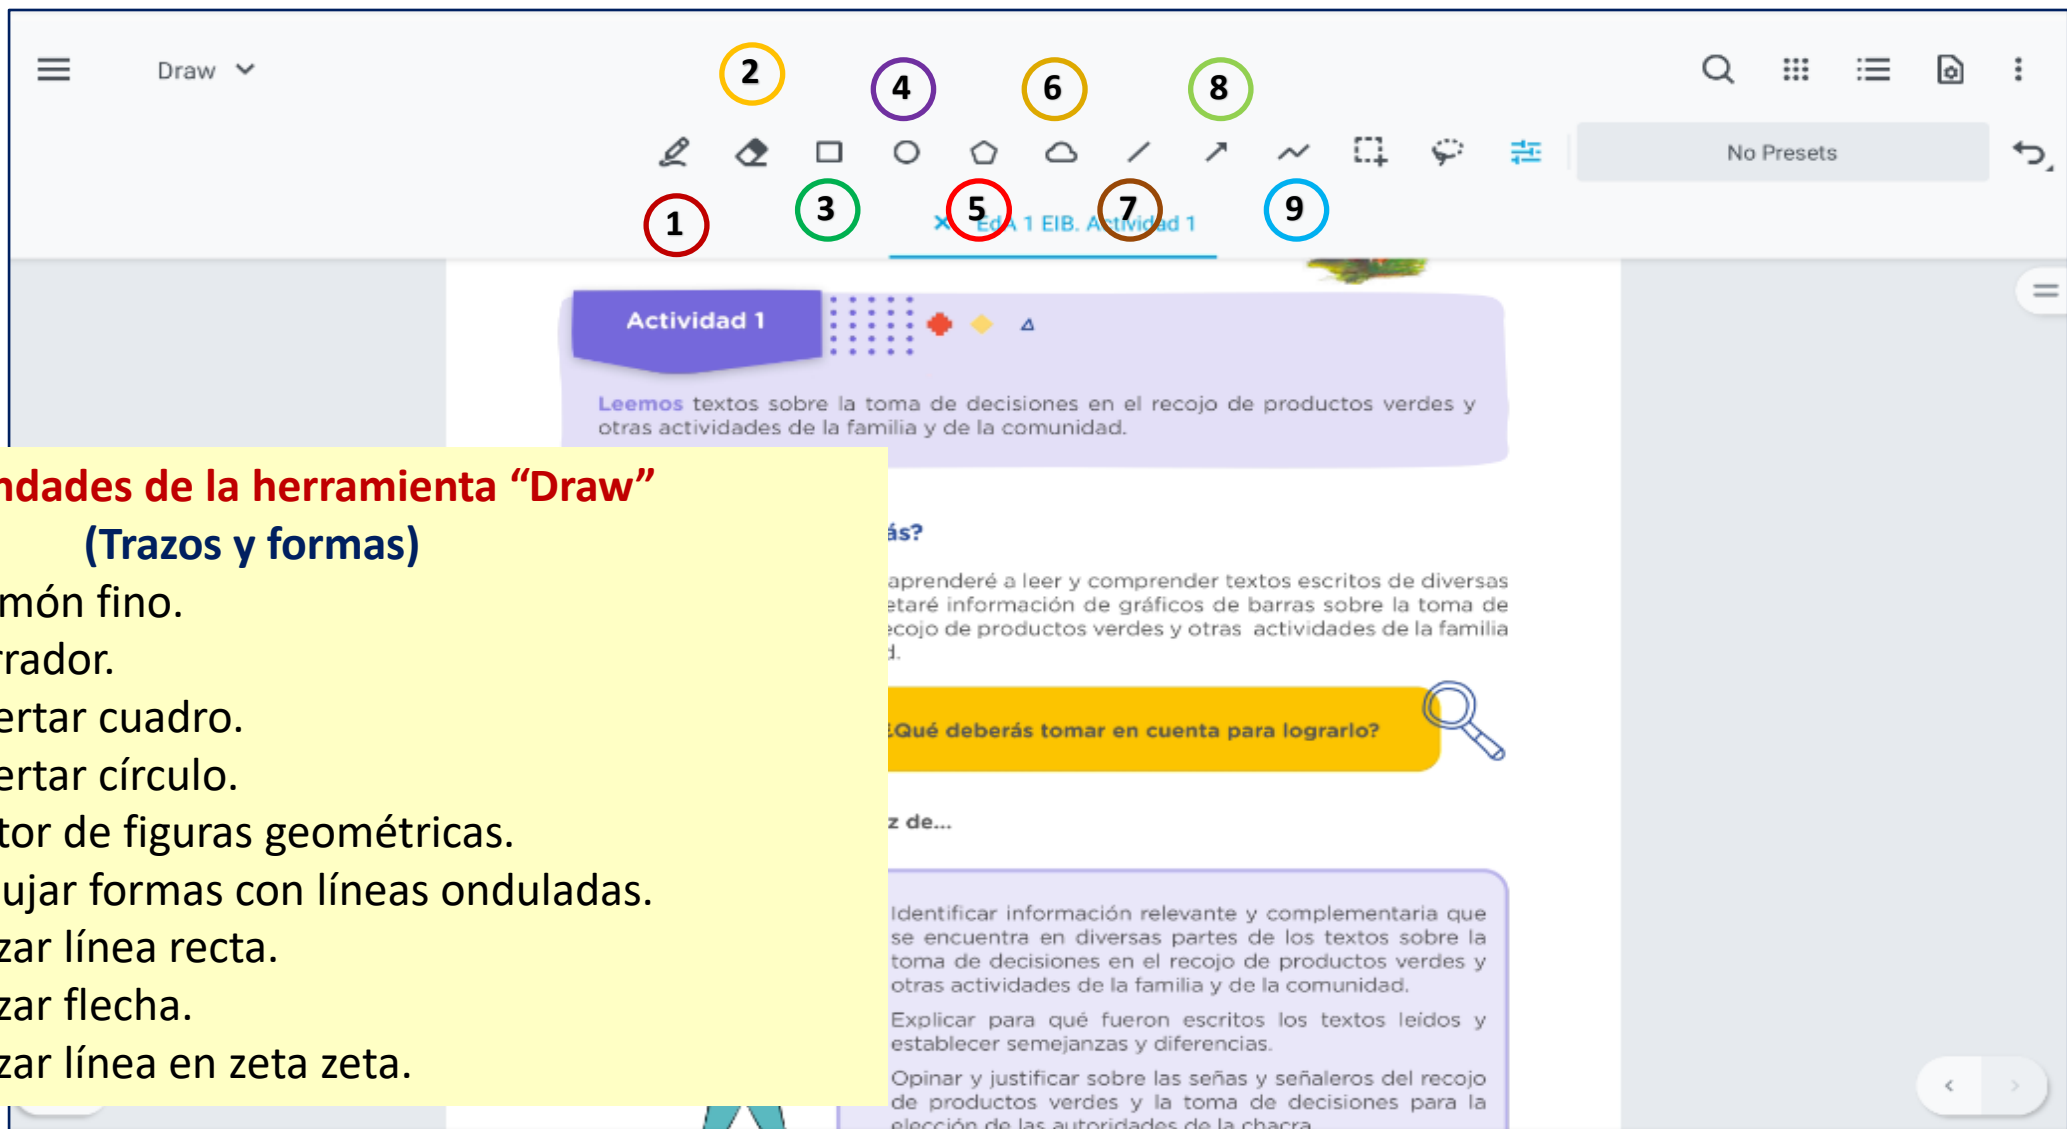 Draw
2
4
6
8
No Presets
1
3
5
7
9
EdA 1 EIB. Actividad 1
Actividad 1
Leemos textos sobre la toma de decisiones en el recojo de productos verdes y
otras actividades de la familia y de la comunidad.
ndades de la herramienta “Draw”
(Trazos y formas)
món fino.
rrador.
ertar cuadro.
ertar círculo.
tor de figuras geométricas.
ujar formas con líneas onduladas.
zar línea recta.
zar flecha.
zar línea en zeta zeta.
ás?
aprenderé a leer y comprender textos escritos de diversas
etaré información de gráficos de barras sobre la toma de
ecojo de productos verdes y otras actividades de la familia
d.
¿Qué deberás tomar en cuenta para lograrlo?
z de...
Identificar información relevante y complementaria que
se encuentra en diversas partes de los textos sobre la
toma de decisiones en el recojo de productos verdes y
otras actividades de la familia y de la comunidad.
Explicar para qué fueron escritos los textos leídos y
establecer semejanzas y diferencias.
Opinar y justificar sobre las señas y señaleros del recojo
de productos verdes y la toma de decisiones para la
elección de las autoridades de la chacra